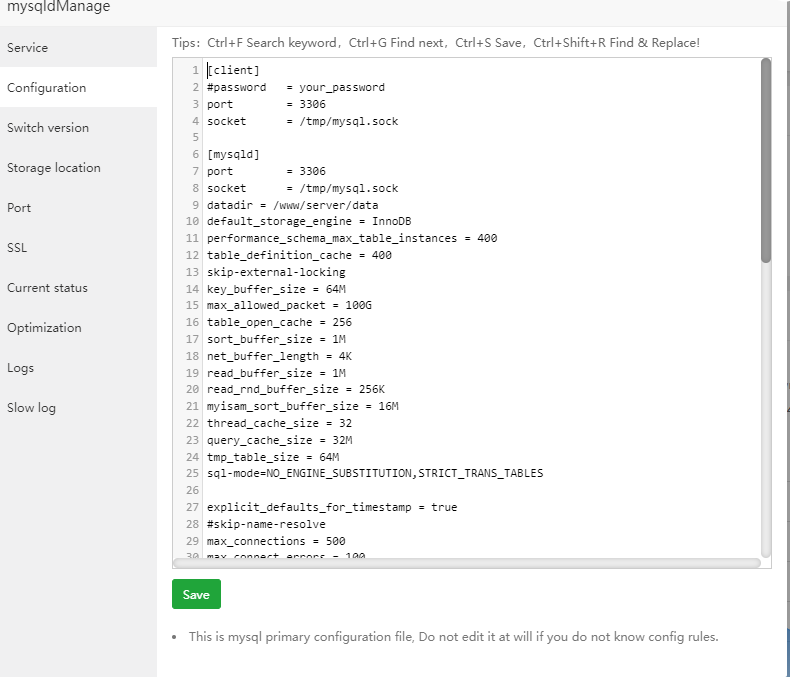 mysqldManage
Service
Configuration
Switch version
Storage location
Port
SSL
Current status
Optimization
Logs
Slow log
Tips: Ctrl+F Search keyword, Ctrl+G Find next, Ctrl+S Save, Ctrl+Shift+R Find & Replace!
1 [client]
2 #password   = your_password
3 port        = 3306
4 socket      = /tmp/mysql.sock
5
6 [mysqld]
7 port        = 3306
8 socket      = /tmp/mysql.sock
9 datadir = /www/server/data
10 default_storage_engine = InnoDB
11 performance_schema_max_table_instances = 400
12 table_definition_cache = 400
13 skip-external-locking
14 key_buffer_size = 64M
15 max_allowed_packet = 100G
16 table_open_cache = 256
17 sort_buffer_size = 1M
18 net_buffer_length = 4K
19 read_buffer_size = 1M
20 read_rnd_buffer_size = 256K
21 myisam_sort_buffer_size = 16M
22 thread_cache_size = 32
23 query_cache_size = 32M
24 tmp_table_size = 64M
25 sql-mode=NO_ENGINE_SUBSTITUTION,STRICT_TRANS_TABLES
26
27 explicit_defaults_for_timestamp = true
28 #skip-name-resolve
29 max_connections = 500
30 max_connect_errors = 100
Save
• This is mysql primary configuration file, Do not edit it at will if you do not know config rules.